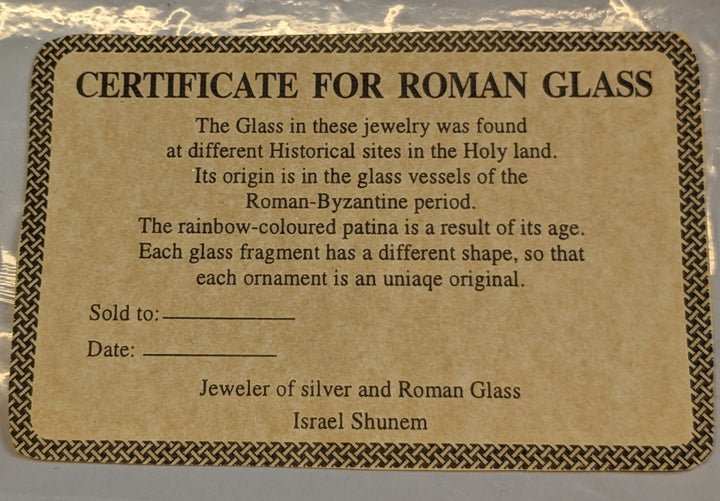 CERTIFICATE FOR ROMAN GLASS
The Glass in these jewelry was found
at different Historical sites in the Holy land.
Its origin is in the glass vessels of the
Roman-Byzantine period.
The rainbow-coloured patina is a result of its age.
Each glass fragment has a different shape, so that
each ornament is an uniaqe original.
Sold to:
Date:
Jeweler of silver and Roman Glass
Israel Shunem